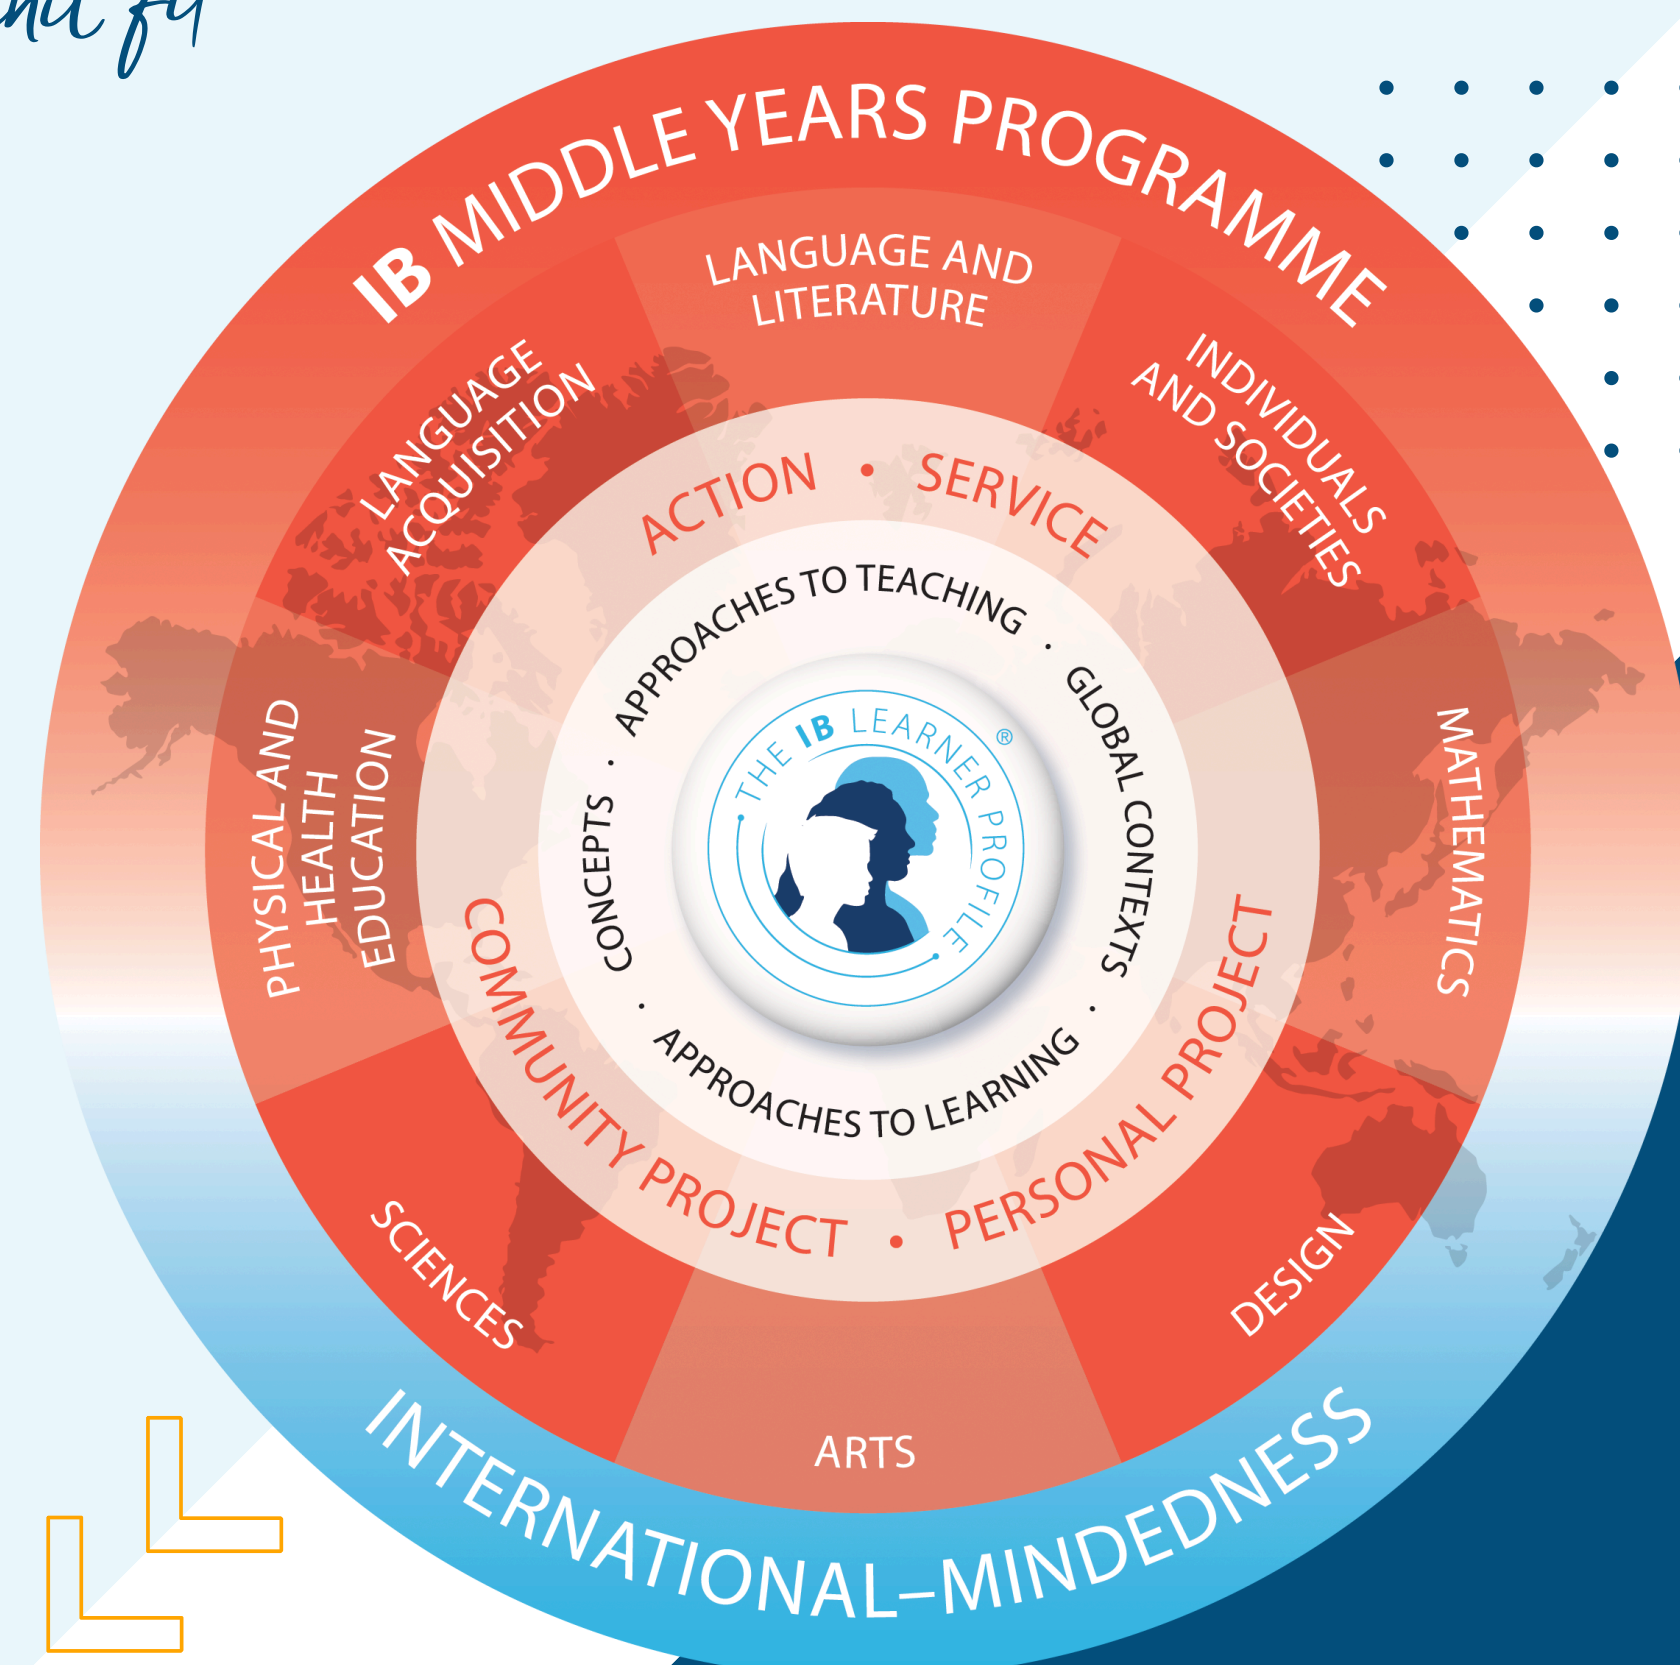 IB MIDDLE YEARS PROGRAMME
LANGUAGE AND
LITERATURE
INDIVIDUALS
AND SOCIETIES
MATHEMATICS
DESIGN
ARTS
SCIENCES
PHYSICAL AND
HEALTH
EDUCATION
LANGUAGE
ACQUISITION
ACTION • SERVICE
PERSONAL PROJECT
•
COMMUNITY PROJECT
APPROACHES TO TEACHING
·
GLOBAL CONTEXTS
·
APPROACHES TO LEARNING
·
CONCEPTS
·
THE IB LEARNER PROFILE
®
INTERNATIONAL–MINDEDNESS